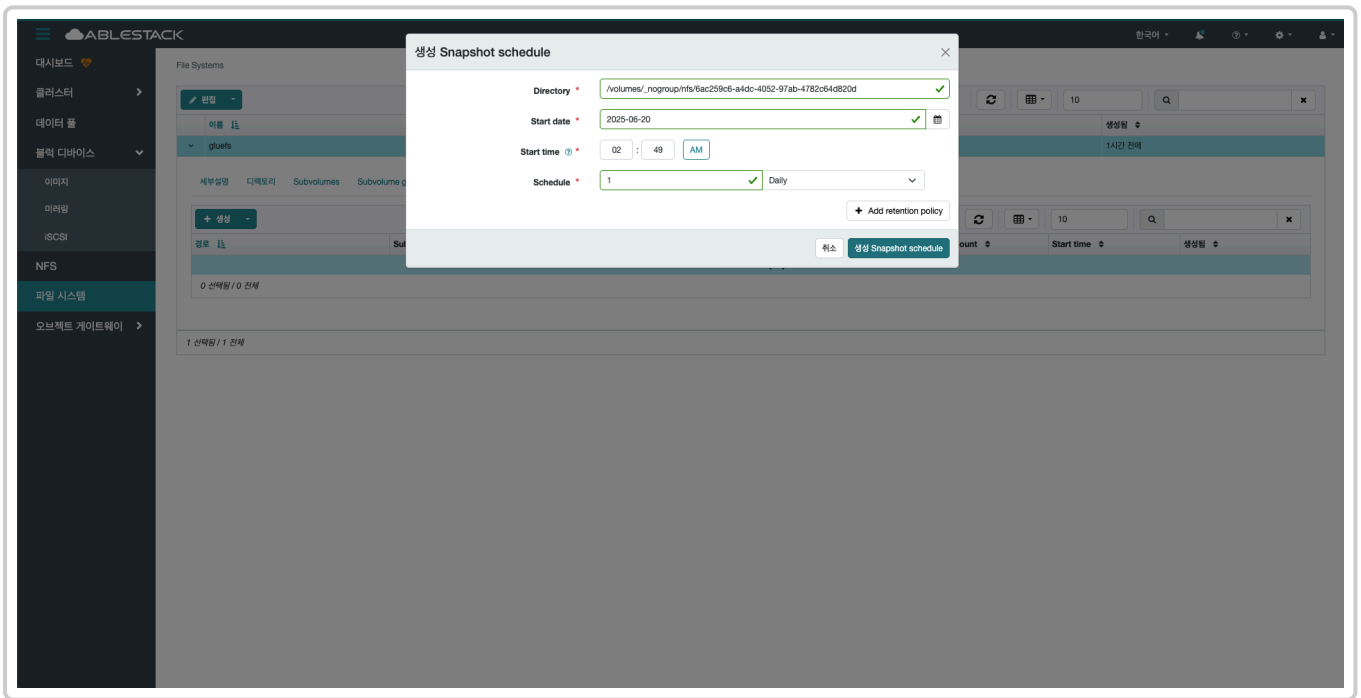 ABLESTACK
한국어
대시보드
클러스터
데이터 풀
블럭 디바이스
이미지
미러링
iSCSI
NFS
파일 시스템
오브젝트 게이트웨이
File Systems
편집
10
이름
생성됨
gluefs
1시간 전에
세부설명 디렉토리 Subvolumes Subvolume g
생성
10
경로
Sul
ount
Start time
생성됨
0 선택됨 / 0 전체
1 선택됨 / 1 전체
생성 Snapshot schedule
Directory *
/volumes/_nogroup/nfs/6ac259c6-a4dc-4052-97ab-4782c64d820d
Start date *
2025-06-20
Start time *
02 : 49 AM
Schedule *
1 Daily
+ Add retention policy
취소 생성 Snapshot schedule